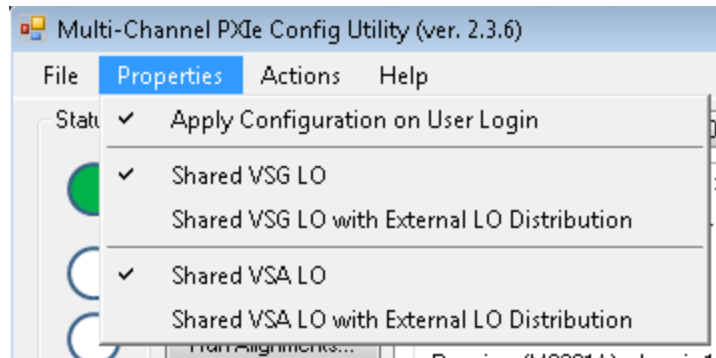 Multi-Channel PXIe Config Utility (ver. 2.3.6)
File Properties Actions Help
Apply Configuration on User Login
Shared VSG LO
Shared VSG LO with External LO Distribution
Shared VSA LO
Shared VSA LO with External LO Distribution